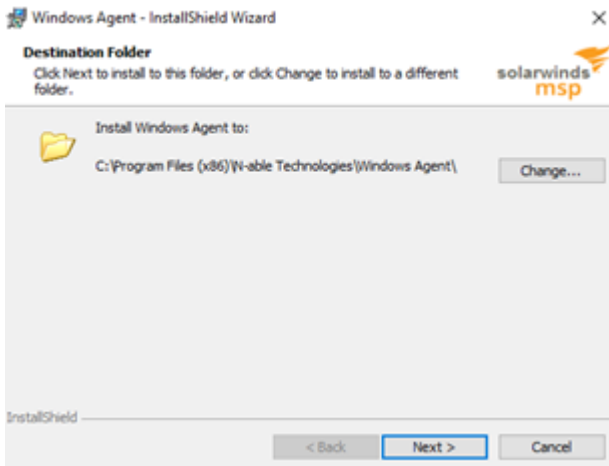 Windows Agent - InstallShield Wizard
Destination Folder
Click Next to install to this folder, or click Change to install to a different
folder.
solarwinds
msp
Install Windows Agent to:
C:\Program Files (x86)\N-able Technologies\Windows Agent\
Change...
InstallShield
< Back
Next >
Cancel